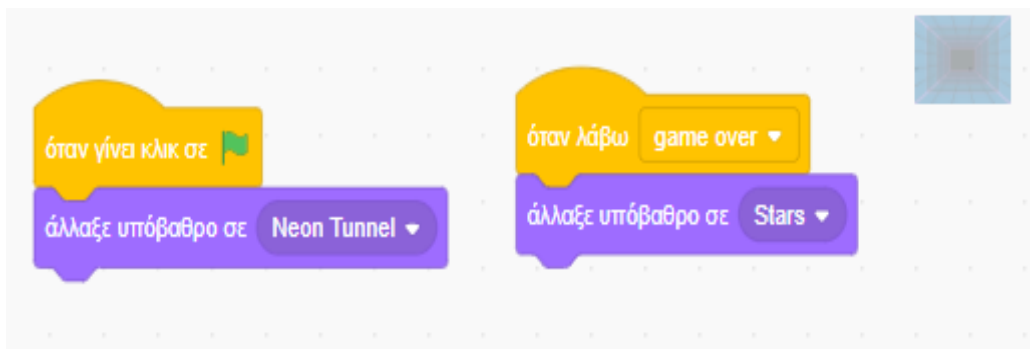 όταν γίνει κλικ σε
άλλαξε υπόβαθρο σε Neon Tunnel
όταν λάβω game over
άλλαξε υπόβαθρο σε Stars